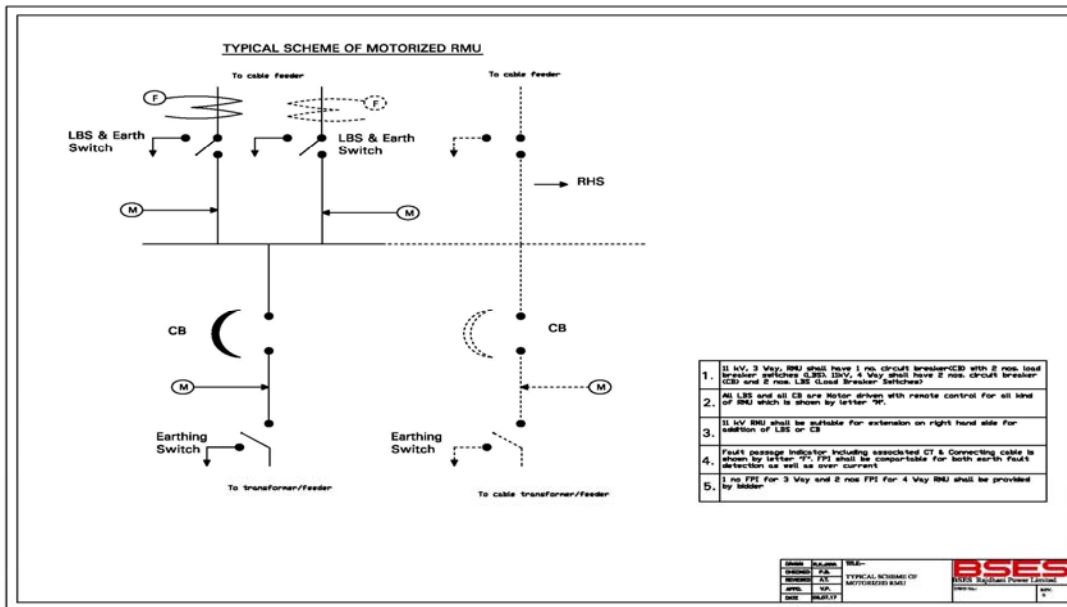 TYPICAL SCHEME OF MOTORIZED RMU
To cable feeder
To cable feeder
F
F
LBS & Earth
Switch
LBS & Earth
Switch
RHS
M
M
CB
CB
M
M
Earthing
Switch
Earthing
Switch
To transformer/feeder
To cable transformer/feeder
1. 11 kV, 3 Way, RMU shall have 1 no. circuit breaker(CB) with 2 nos. load
breaker switches (LBS). 11kV, 4 Way shall have 2 nos. circuit breaker
(CB) and 2 nos. LBS (Load Breaker Switches)
2. All LBS and all CB are Motor driven with remote control for all kind
of RMU which is shown by letter "M".
3. 11 kV RMU shall be suitable for extension on right hand side for
addition of LBS or CB
4. Fault passage Indicator including associated CT & Connecting cable is
shown by letter "F". FPI shall be compartable for both earth fault
detection as well as over current
5. 1 no FPI for 3 Way and 2 nos FPI for 4 Way RMU shall be provided
by bidder
DRAWN
CHECKED P.B.
REVIEWED A.T.
APPD. V.P.
DATE
TITLE:-
TYPICAL SCHEME OF
MOTORIZED RMU
BSES
BSES Rajdhani Power Limited
REV.